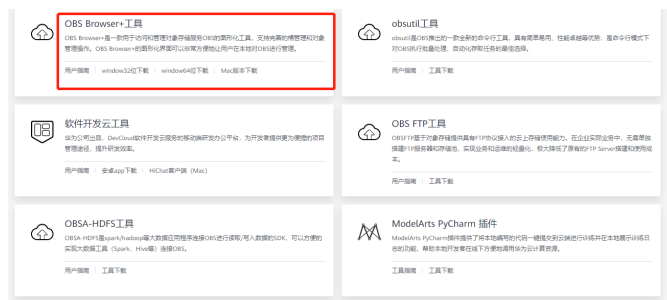 OBS Browser+工具
OBS Browser+是一款用于访问和管理对象存储服务OBS的图形化工具，支持完善的桶管理和对象
管理操作。OBS Browser+的图形化界面可以非常方便地让用户在本地对OBS进行管理。
用户指南 window32位下载 window64位下载 Mac版本下载
obsutil工具
obsutil是OBS推出的一款全新的命令行工具，具有简单易用、性能卓越等优势，是命令行模式下
对OBS执行批量处理、自动化存取任务的最佳选择。
用户指南 工具下载
软件开发云工具
华为公司出品，DevCloud软件开发云服务的移动端研发办公平台，为开发者提供更为便捷的项目
管理途径，提升研发效率。
用户指南 安卓app下载 HiChat客户端（Mac）
OBS FTP工具
OBSFTP基于对象存储提供具有FTP协议接入的云上存储使用能力。在企业实际业务中，无需单独
搭建FTP服务器和存储池，实现业务和运维的轻量化，极大降低了原有的FTP Server搭建和使用成
本。
用户指南 工具下载
OBSA-HDFS工具
OBSA-HDFS是spark/hadoop等大数据应用程序连接OBS进行读取/写入数据的SDK，可以方便的
实现大数据工具（Spark、Hive等）连接OBS。
用户指南 工具下载
ModelArts PyCharm 插件
ModelArts PyCharm插件提供了将本地编写的代码一键提交到云端进行训练并在本地展示训练日
志的功能，帮助本地开发者在线下方便地调用华为云计算资源。
工具指南 工具下载